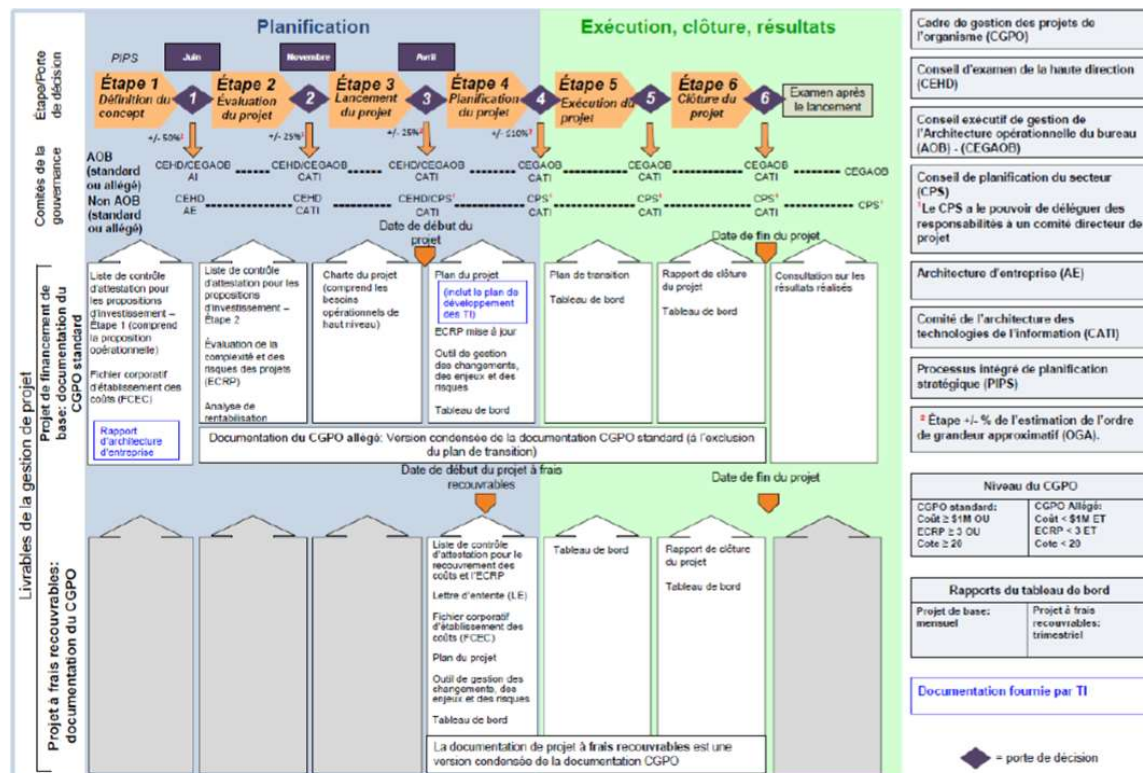 Planification
Exécution, clôture, résultats
Étape/Porte
de décision
PIPS
Juin
Novembre
Avril
Étape 1
Définition du
concept
1
Étape 2
Évaluation
du projet
2
Étape 3
Lancement
du projet
3
Étape 4
Planification
du projet
4
Étape 5
Exécution du
projet
5
Étape 6
Clôture du
projet
6
Examen après
le lancement
+/- 50%²
+/- 25%²
+/- 25%²
+/- ≤10%²
Comités de la
gouvernance
AOB
(standard
ou allégé)
CEHD/CEGAOB
AI
CEHD/CEGAOB
CATI
CEHD/CEGAOB
CATI
CEGAOB
CATI
CEGAOB
CATI
CEGAOB
CATI
CEGAOB
Non AOB
(standard
ou allégé)
CEHD
AE
CEHD
CATI
CEHD/CPS¹
CATI
CPS¹
CATI
CPS¹
CATI
CPS¹
CATI
CPS¹
Date de début du
projet
Date de fin du projet
Livrables de la gestion de projet
Projet de financement de
base: documentation du
CGPO standard
Liste de contrôle
d'attestation pour
les propositions
d'investissement –
Étape 1 (comprend
la proposition
opérationnelle)
Fichier corporatif
d'établissement des
coûts (FCEC)
Rapport
d'architecture
d'entreprise
Liste de contrôle
d'attestation pour les
propositions
d'investissement –
Étape 2
Évaluation de la
complexité et des
risques des projets
(ECRP)
Analyse de
rentabilisation
Charte du projet
(comprend les
besoins
opérationnels de
haut niveau)
Plan du projet
(inclut le plan de
développement
des TI)
ECRP mise à jour
Outil de gestion
des changements,
des enjeux et des
risques
Tableau de bord
Plan de transition
Tableau de bord
Rapport de clôture
du projet
Tableau de bord
Consultation sur les
résultats réalisés
Documentation du CGPO allégé: Version condensée de la documentation CGPO standard (à l'exclusion
du plan de transition)
Date de début du projet à frais
recouvrables
Date de fin du projet
Projet à frais recouvrables:
documentation du CGPO
Liste de contrôle
d'attestation pour le
recouvrement des
coûts et l'ECRP
Lettre d'entente (LE)
Fichier corporatif
d'établissement des
coûts (FCEC)
Plan du projet
Outil de gestion des
changements, des
enjeux et des risques
Tableau de bord
Tableau de bord
Rapport de clôture
du projet
Tableau de bord
La documentation de projet à frais recouvrables est une
version condensée de la documentation CGPO
Cadre de gestion des projets de
l'organisme (CGPO)
Conseil d'examen de la haute direction
(CEHD)
Conseil exécutif de gestion de
l'Architecture opérationnelle du bureau
(AOB) - (CEGAOB)
Conseil de planification du secteur
(CPS)
¹Le CPS a le pouvoir de déléguer des
responsabilités à un comité directeur de
projet
Architecture d'entreprise (AE)
Comité de l'architecture des
technologies de l'information (CATI)
Processus intégré de planification
stratégique (PIPS)
² Étape +/- % de l'estimation de l'ordre
de grandeur approximatif (OGA).
Niveau du CGPO
CGPO standard:
Coût ≥ $1M OU
ECRP ≥ 3 OU
Cote ≥ 20
CGPO Allégé:
Coût < $1M ET
ECRP < 3 ET
Cote < 20
Rapports du tableau de bord
Projet de base:
mensuel
Projet à frais
recouvrables:
trimestriel
Documentation fournie par TI
= porte de décision